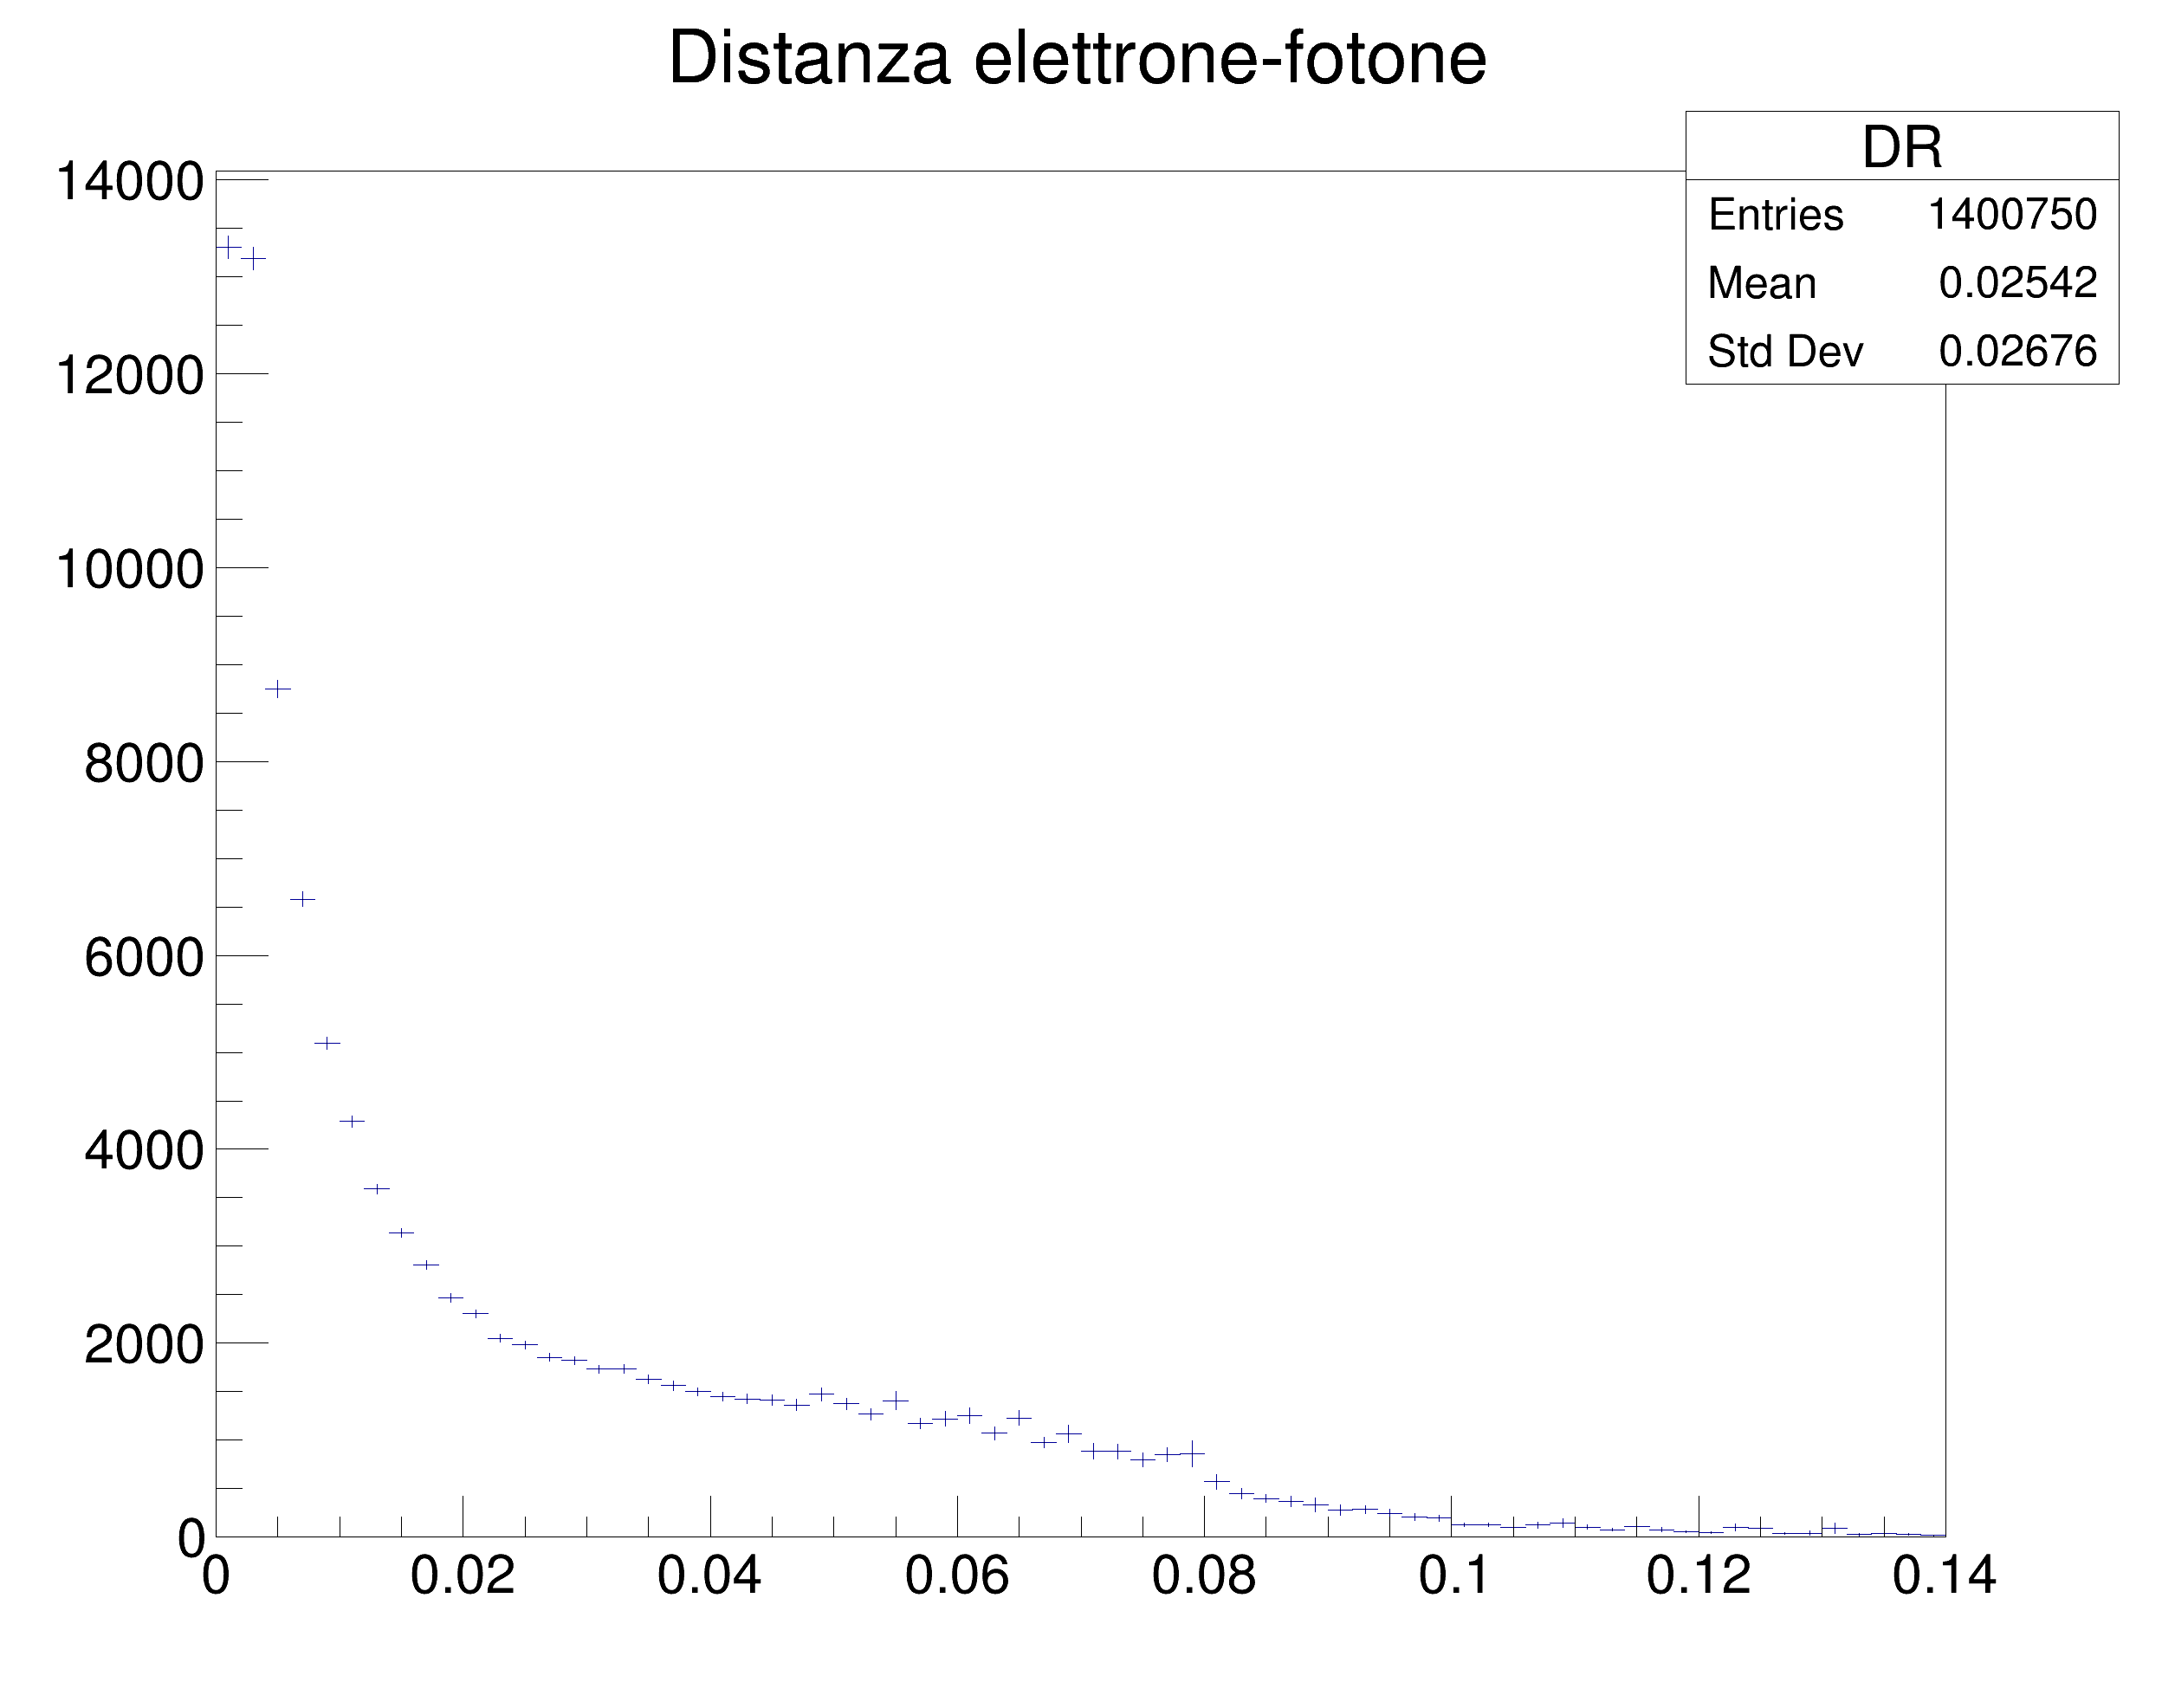 Distanza elettrone-fotone
DR
Entries 1400750
Mean 0.02542
Std Dev 0.02676
14000
12000
10000
8000
6000
4000
2000
0
0 0.02 0.04 0.06 0.08 0.1 0.12 0.14